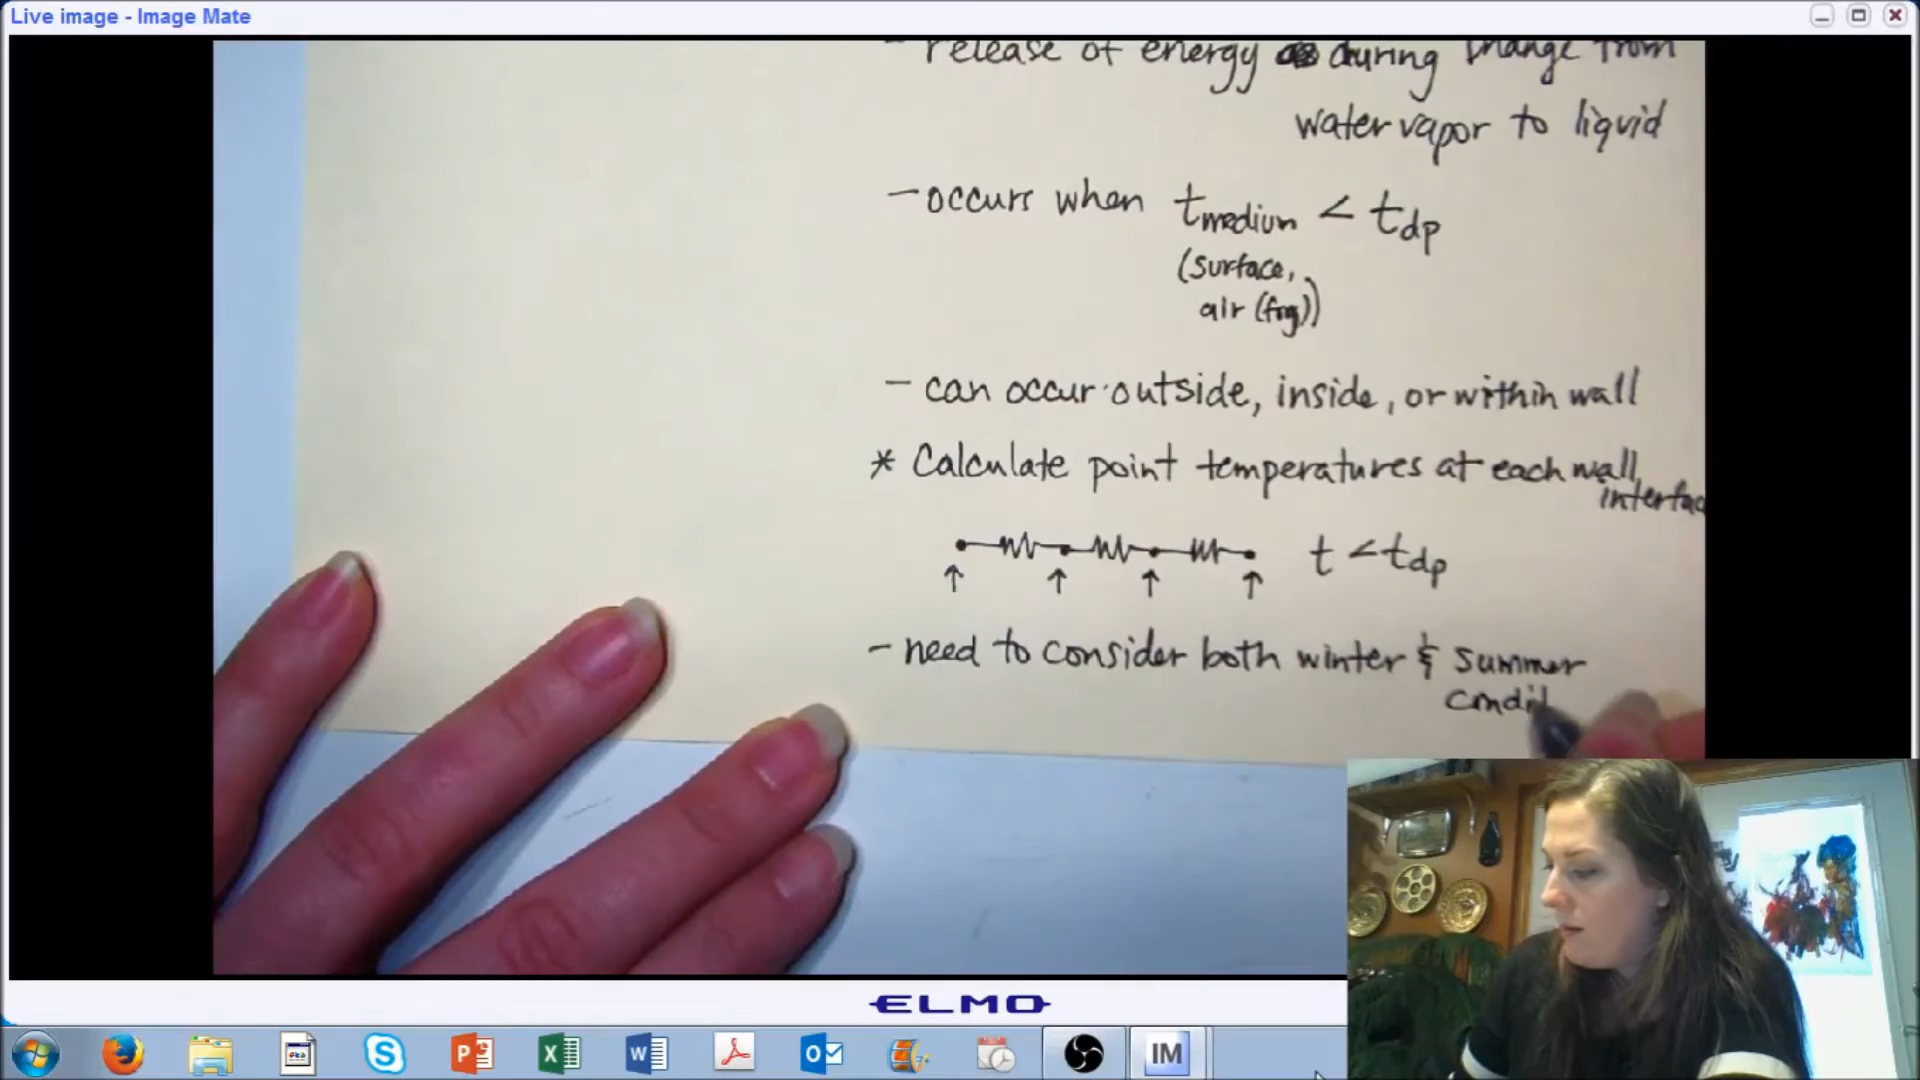 Live image - Image Mate
- release of energy during change from
water vapor to liquid
- occurs when tmedium < tdp
(surface,
air (fog))
- can occur outside, inside, or within wall
* Calculate point temperatures at each wall
interfac
t < tdp
- need to consider both winter & summer
condit
ELMO
IM